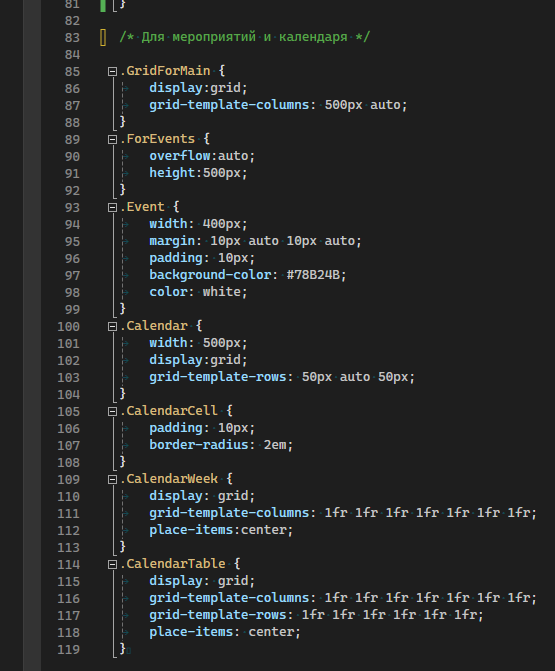 81 }
82
83 /* Для мероприятий и календаря */
84
85 .GridForMain {
86 display:grid;
87 grid-template-columns: 500px auto;
88 }
89 .ForEvents {
90 overflow:auto;
91 height:500px;
92 }
93 .Event {
94 width: 400px;
95 margin: 10px auto 10px auto;
96 padding: 10px;
97 background-color: #78B24B;
98 color: white;
99 }
100 .Calendar {
101 width: 500px;
102 display:grid;
103 grid-template-rows: 50px auto 50px;
104 }
105 .CalendarCell {
106 padding: 10px;
107 border-radius: 2em;
108 }
109 .CalendarWeek {
110 display: grid;
111 grid-template-columns: 1fr 1fr 1fr 1fr 1fr 1fr 1fr;
112 place-items:center;
113 }
114 .CalendarTable {
115 display: grid;
116 grid-template-columns: 1fr 1fr 1fr 1fr 1fr 1fr 1fr;
117 grid-template-rows: 1fr 1fr 1fr 1fr 1fr 1fr;
118 place-items: center;
119 }